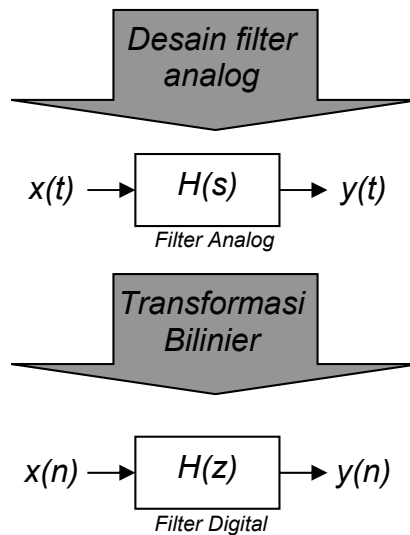 Desain filter
analog
x(t) H(s) y(t)
Filter Analog
Transformasi
Bilinier
x(n) H(z) y(n)
Filter Digital